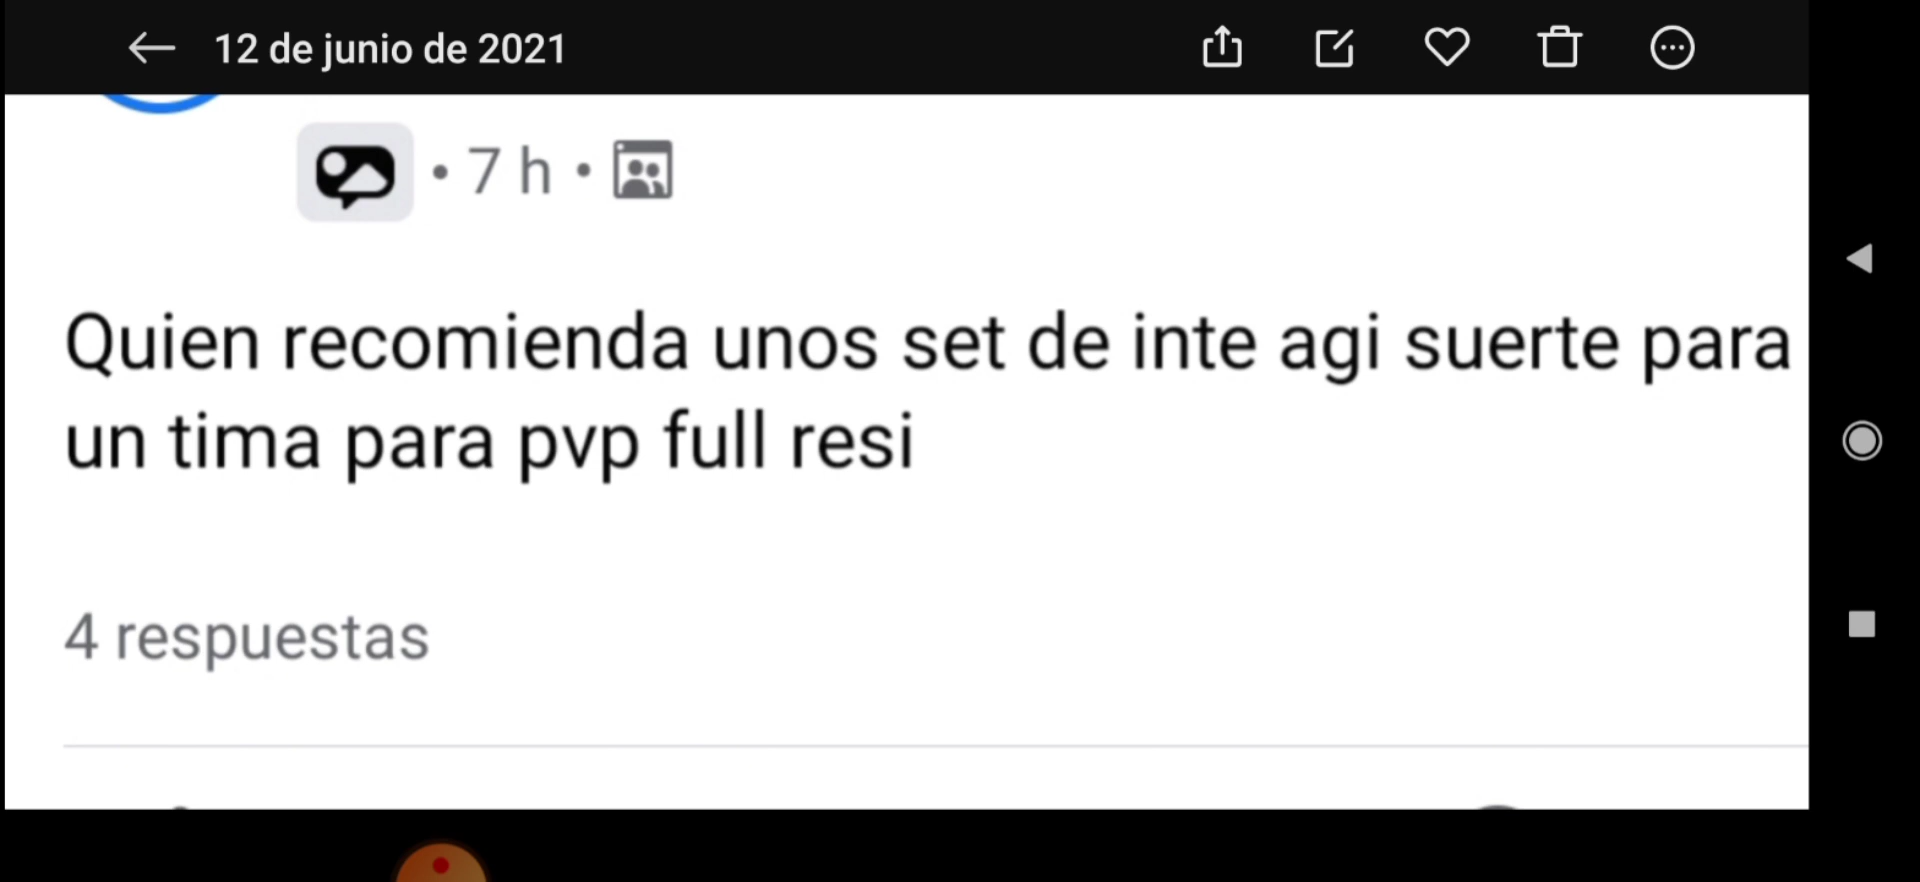 12 de junio de 2021
• 7 h •
Quien recomienda unos set de inte agi suerte para
un tima para pvp full resi
4 respuestas